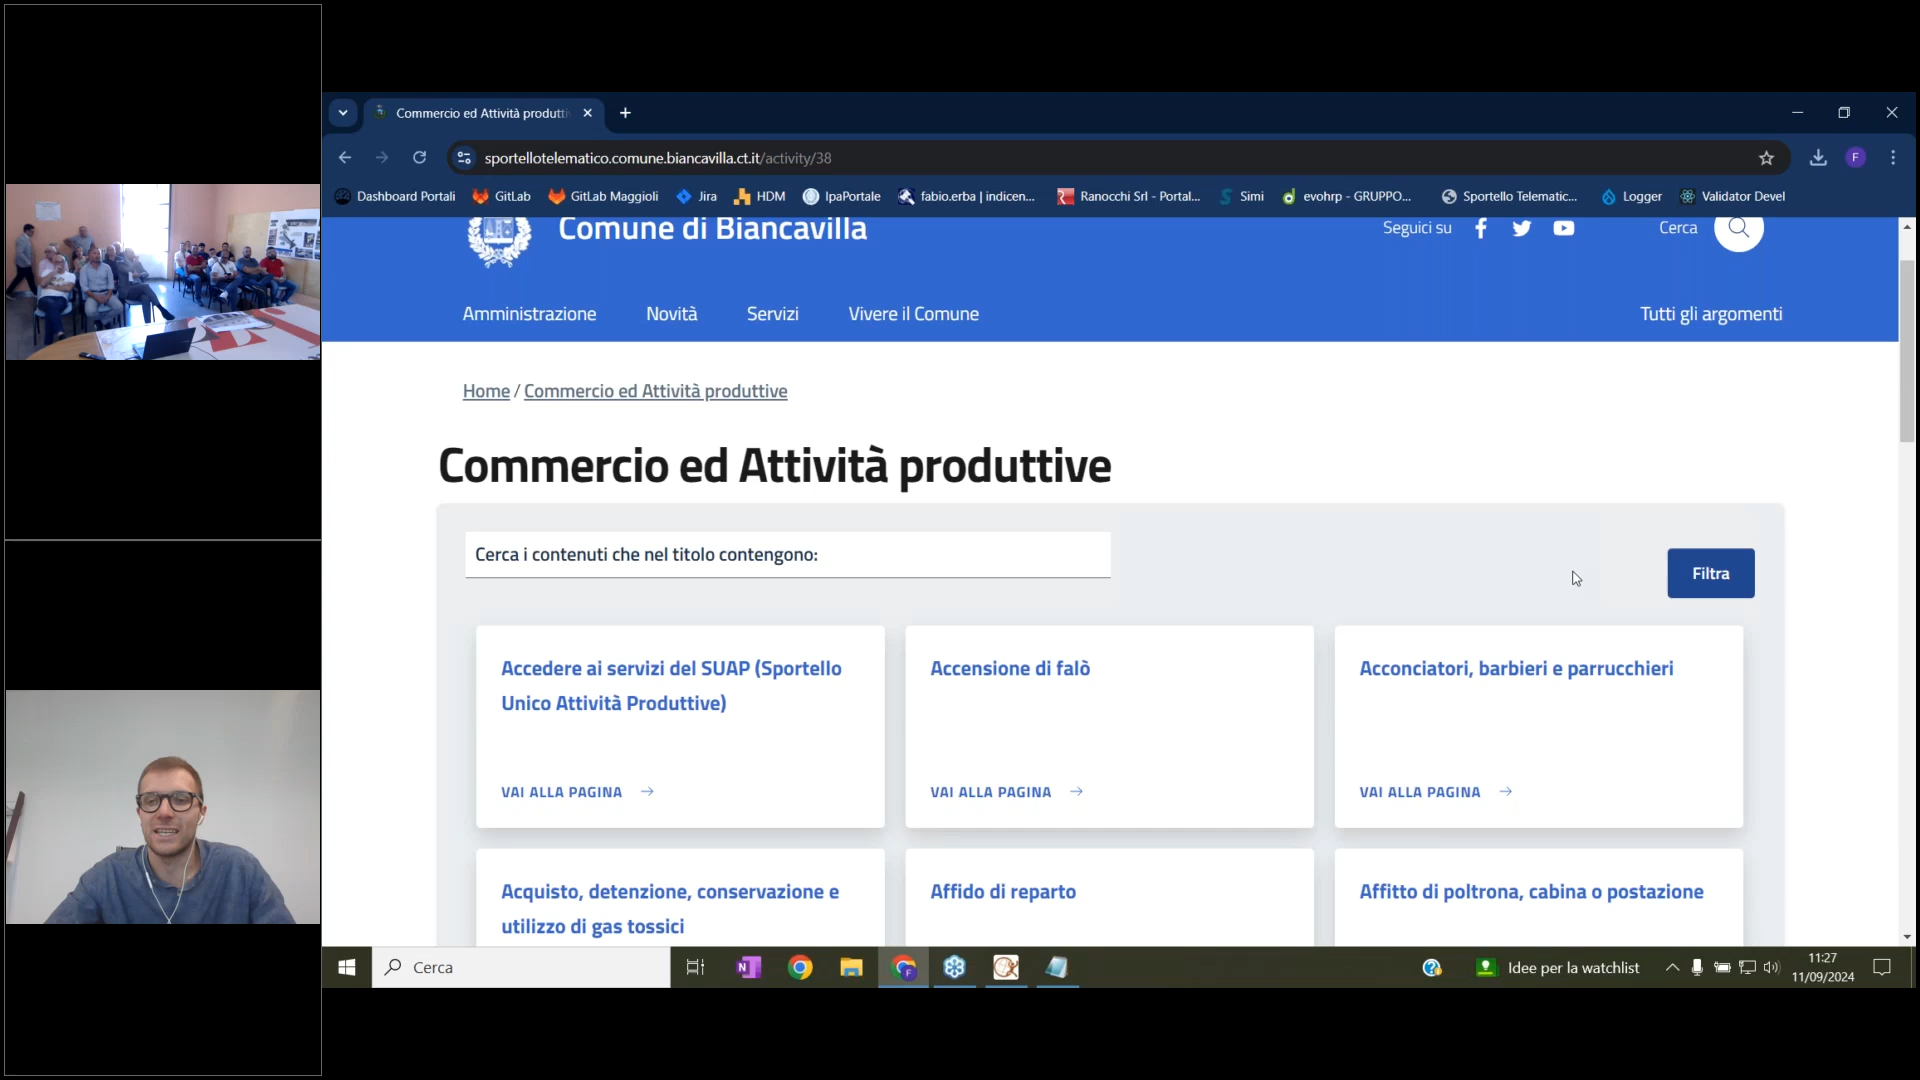 Commercio ed Attività produtti
sportellotelematico.comune.biancavilla.ct.it/activity/38
F
Dashboard Portali
GitLab
GitLab Maggioli
Jira
HDM
IpaPortale
fabio.erba | indicen...
Ranocchi Srl - Portal...
Simi
evohrp - GRUPPO...
Sportello Telematic...
Logger
Validator Devel
Comune di Biancavilla
Seguici su
Cerca
Amministrazione
Novità
Servizi
Vivere il Comune
Tutti gli argomenti
Home / Commercio ed Attività produttive
Commercio ed Attività produttive
Cerca i contenuti che nel titolo contengono:
Filtra
Accedere ai servizi del SUAP (Sportello
Unico Attività Produttive)
VAI ALLA PAGINA
Accensione di falò
VAI ALLA PAGINA
Acconciatori, barbieri e parrucchieri
VAI ALLA PAGINA
Acquisto, detenzione, conservazione e
utilizzo di gas tossici
Affido di reparto
Affitto di poltrona, cabina o postazione
Cerca
Idee per la watchlist
11:27
11/09/2024